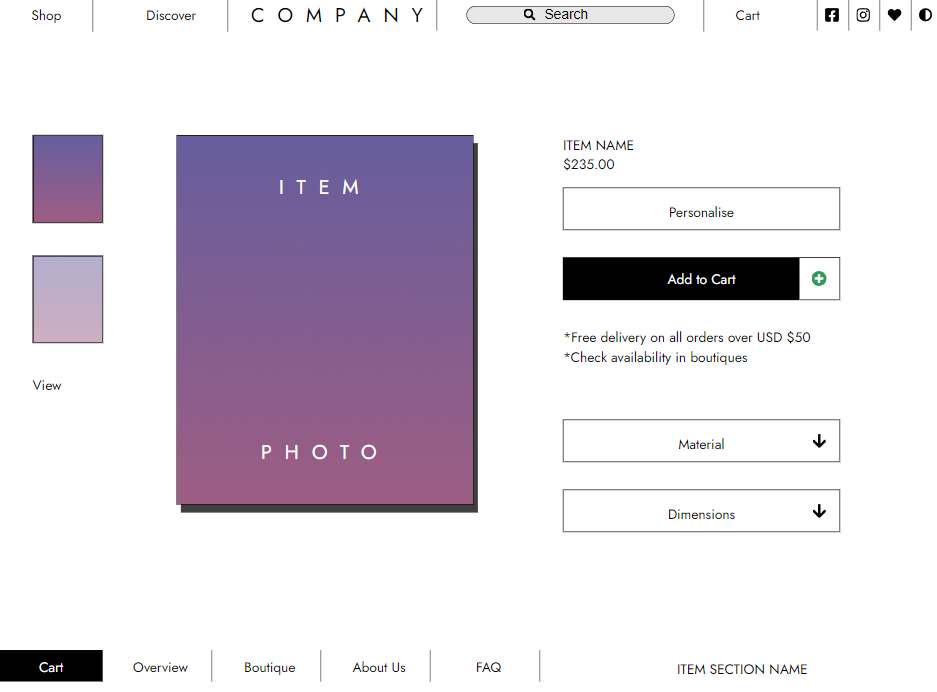 Shop
Discover
COMPANY
Search
Cart
ITEM
PHOTO
View
ITEM NAME
$235.00
Personalise
Add to Cart
*Free delivery on all orders over USD $50
*Check availability in boutiques
Material
Dimensions
Cart
Overview
Boutique
About Us
FAQ
ITEM SECTION NAME